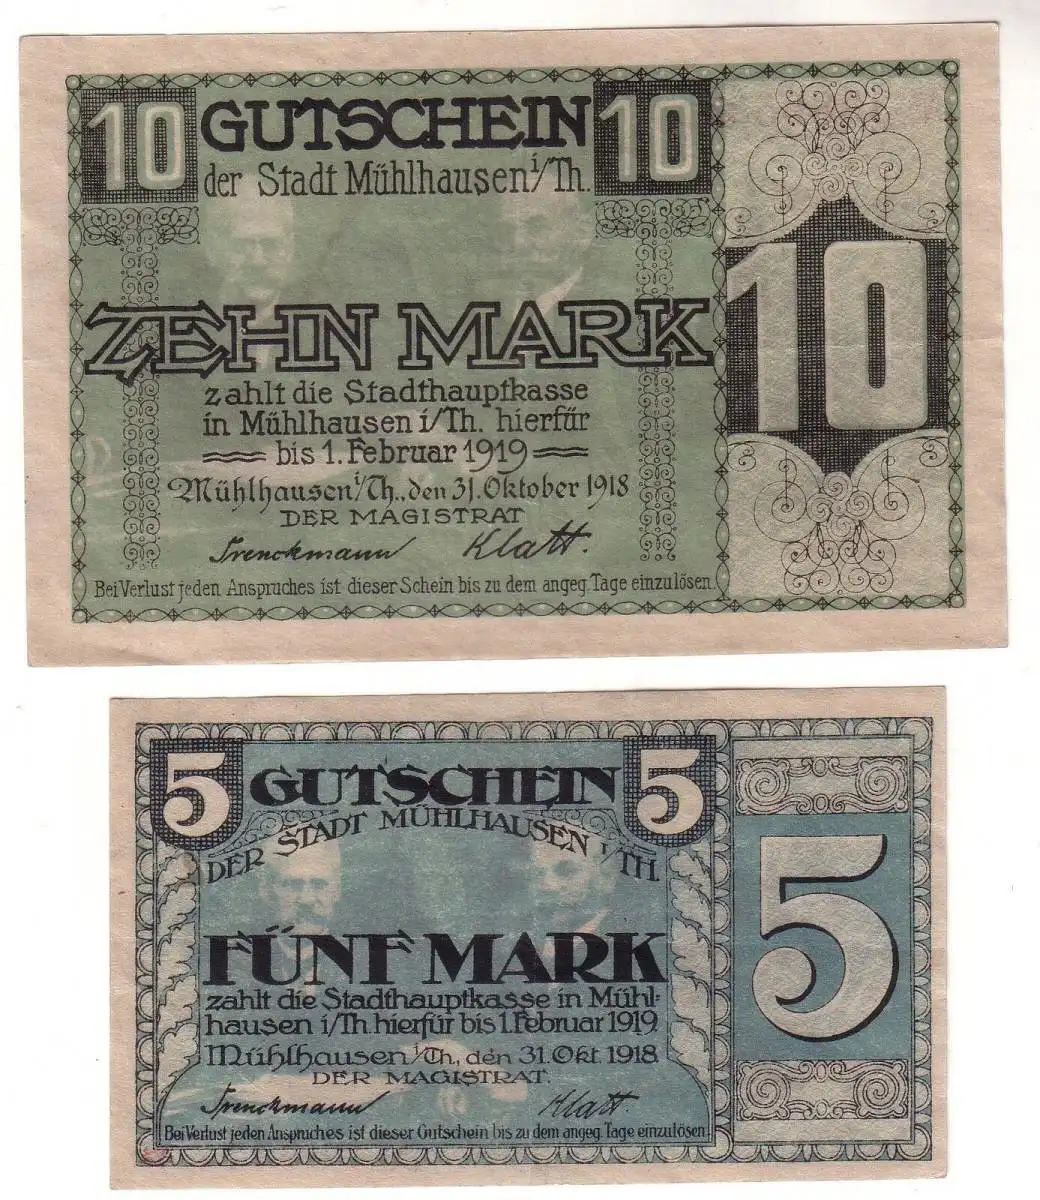 10 GUTSCHEIN 10
der Stadt Mühlhausen i/Th.
10
ZEHN MARK
zahlt die Stadthauptkasse
in Mühlhausen i/Th. hierfür
bis 1. Februar 1919
Mühlhausen i/Th., den 31. Oktober 1918
DER MAGISTRAT
Trenckmann Klatt.
Bei Verlust jeden Anspruches ist dieser Schein bis zu dem angeg. Tage einzulösen.
5 GUTSCHEIN 5
DER STADT MÜHLHAUSEN i/TH.
5
FÜNF MARK
zahlt die Stadthauptkasse in Mühl-
hausen i/Th. hierfür bis 1. Februar 1919.
Mühlhausen i/Th., den 31. Okt. 1918
DER MAGISTRAT.
Trenckmann Klatt.
Bei Verlust jeden Anspruches ist dieser Gutschein bis zu dem angeg. Tage einzulösen